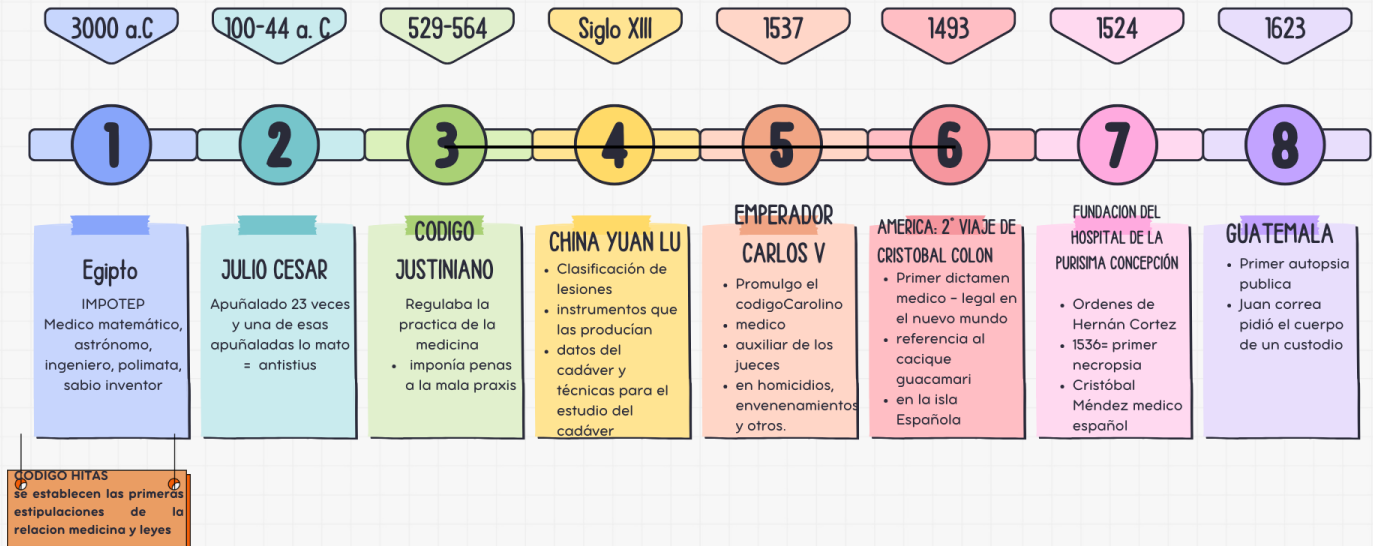 3000 a.C
100-44 a. C
529-564
Siglo XIII
1537
1493
1524
1623
1
2
3
4
5
6
7
8
Egipto
IMPOTEP
Medico matemático,
astrónomo,
ingeniero, polimata,
sabio inventor
CODIGO HITAS
se establecen las primeras
estipulaciones de la
relacion medicina y leyes
JULIO CESAR
Apuñalado 23 veces
y una de esas
apuñaladas lo mato
= antistius
CODIGO
JUSTINIANO
Regulaba la
practica de la
medicina
• imponía penas
a la mala praxis
CHINA YUAN LU
• Clasificación de
lesiones
• instrumentos que
las producían
• datos del
cadáver y
técnicas para el
estudio del
cadáver
EMPERADOR
CARLOS V
• Promulgo el
codigoCarolino
• medico
• auxiliar de los
jueces
• en homicidios,
envenenamientos
y otros.
AMERICA: 2° VIAJE DE
CRISTOBAL COLON
• Primer dictamen
medico - legal en
el nuevo mundo
• referencia al
cacique
guacamari
• en la isla
Española
FUNDACION DEL
HOSPITAL DE LA
PURISIMA CONCEPCIÓN
• Ordenes de
Hernán Cortez
• 1536= primer
necropsia
• Cristóbal
Méndez medico
español
GUATEMALA
• Primer autopsia
publica
• Juan correa
pidió el cuerpo
de un custodio